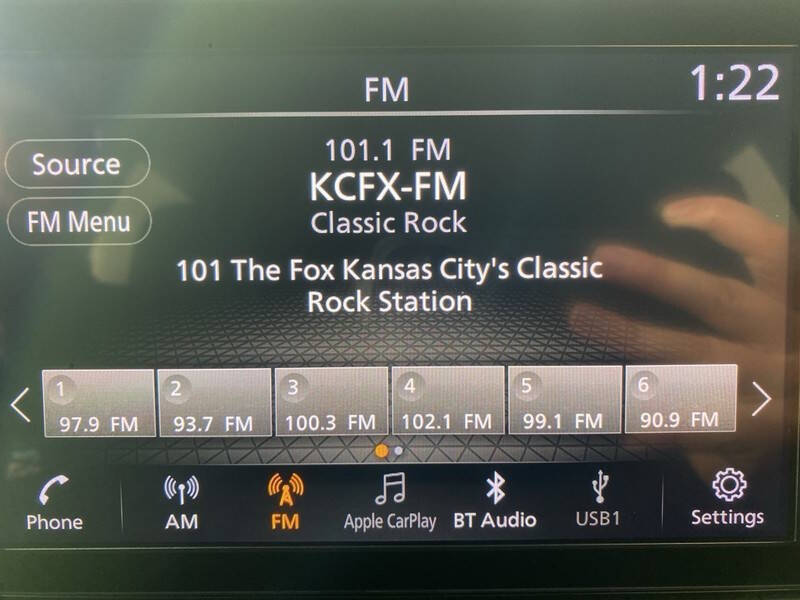 FM
1:22
Source
FM Menu
101.1 FM
KCFX-FM
Classic Rock
101 The Fox Kansas City's Classic
Rock Station
1
97.9 FM
2
93.7 FM
3
100.3 FM
4
102.1 FM
5
99.1 FM
6
90.9 FM
Phone
AM
FM
Apple CarPlay
BT Audio
USB1
Settings